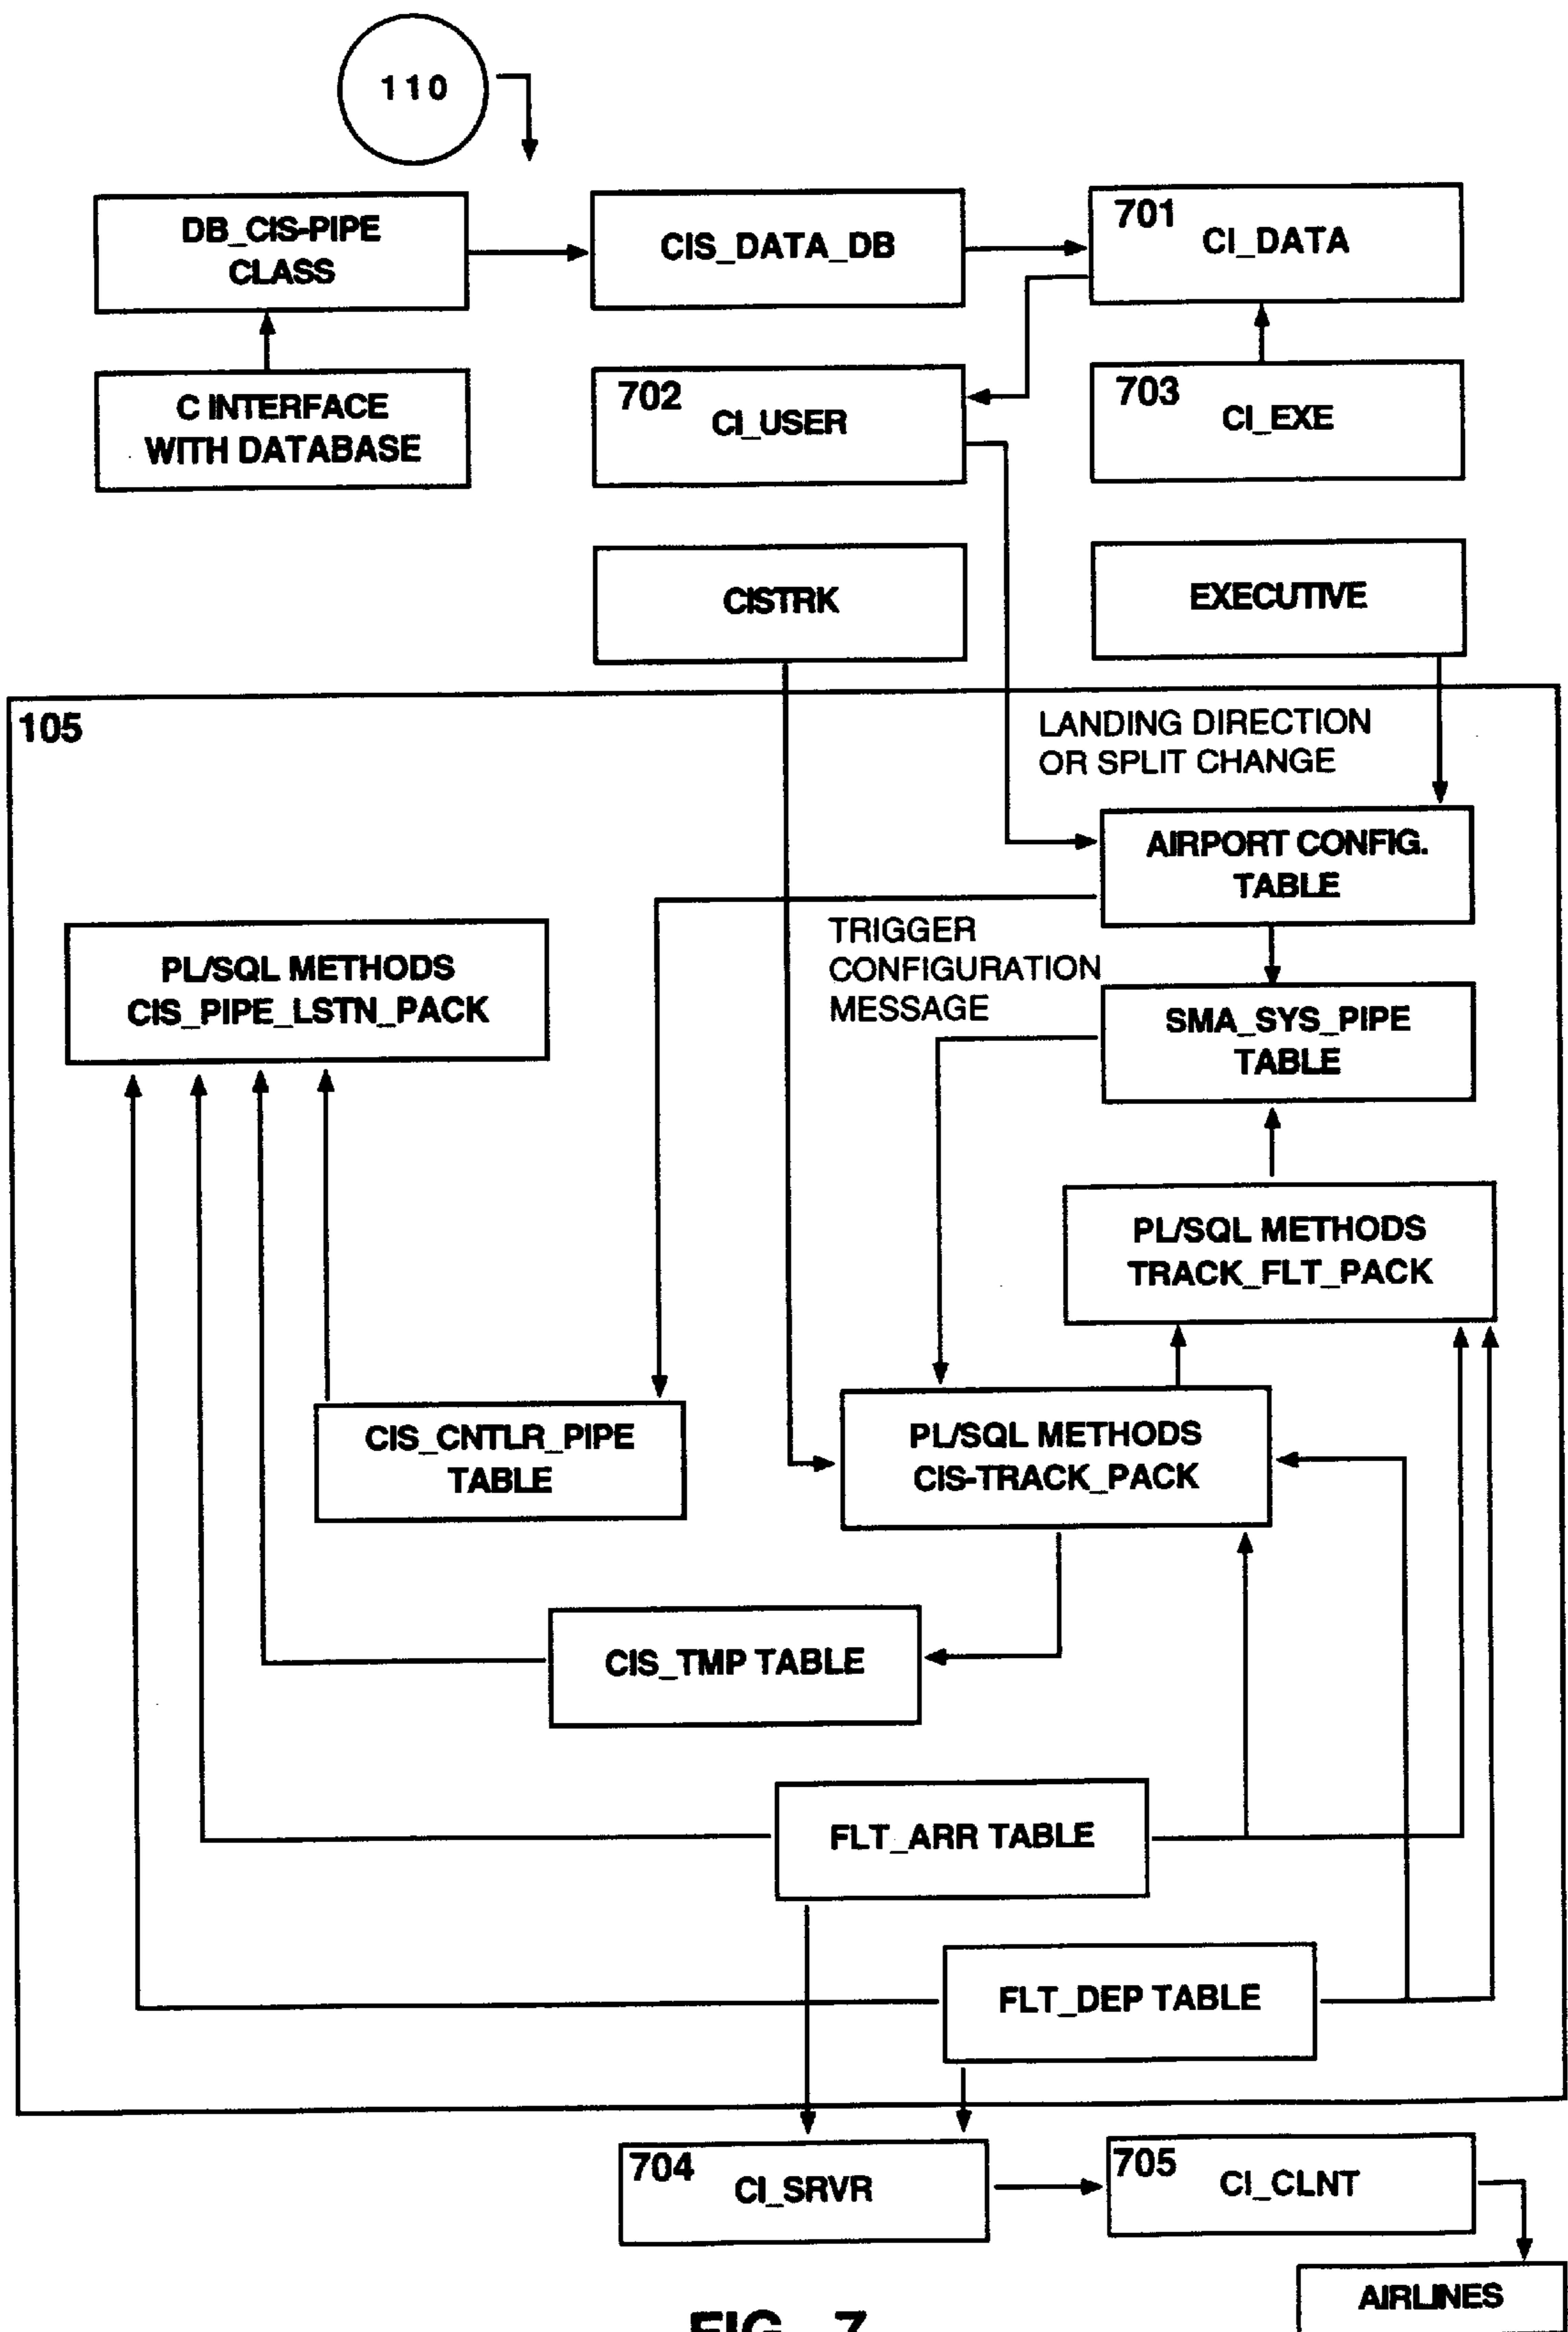 110
DB_CIS-PIPE
CLASS
CIS_DATA_DB
701
CI_DATA
C INTERFACE
WITH DATABASE
702
CI_USER
703
CI_EXE
CISTRK
EXECUTIVE
105
LANDING DIRECTION
OR SPLIT CHANGE
AIRPORT CONFIG.
TABLE
PL/SQL METHODS
CIS_PIPE_LSTN_PACK
TRIGGER
CONFIGURATION
MESSAGE
SMA_SYS_PIPE
TABLE
PL/SQL METHODS
TRACK_FLT_PACK
CIS_CNTLR_PIPE
TABLE
PL/SQL METHODS
CIS-TRACK_PACK
CIS_TMP TABLE
FLT_ARR TABLE
FLT_DEP TABLE
704
CI_SRVR
705
CI_CLNT
AIRLINES
FIG. 7